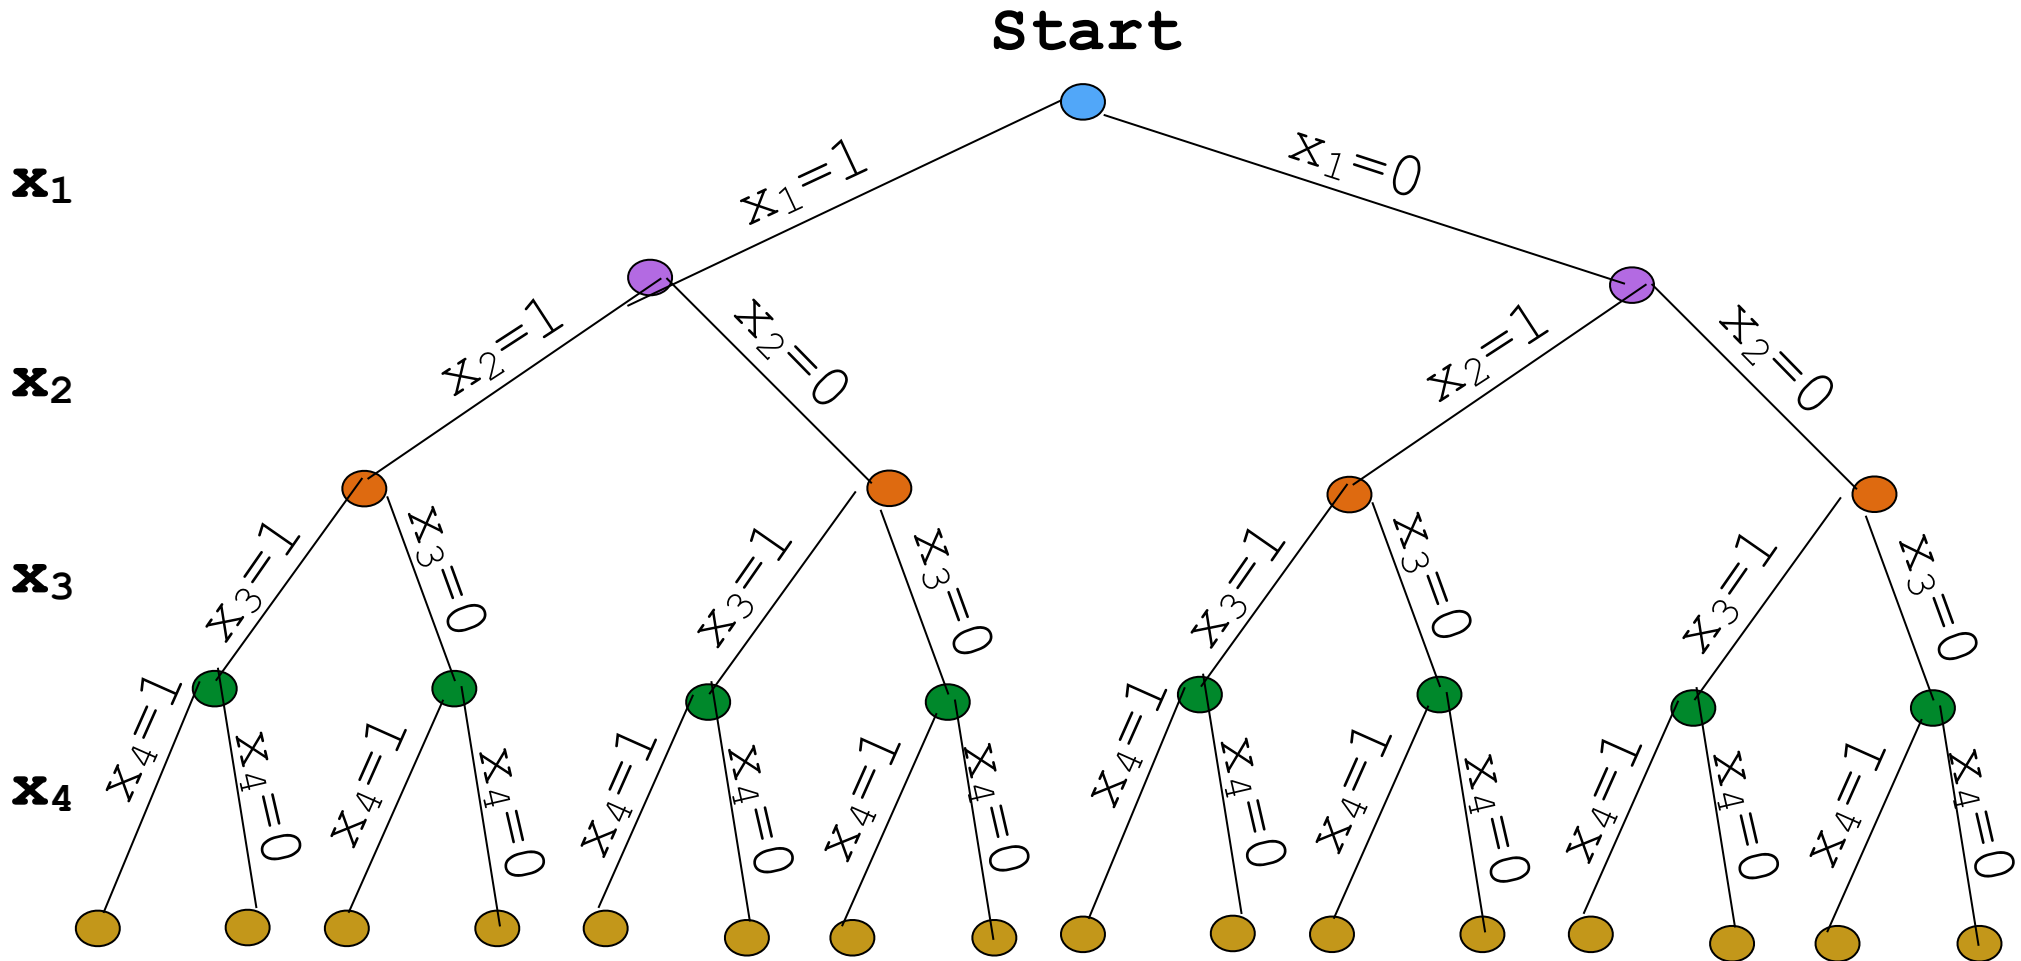 Start
x₁
x₁=1
x₁=0
x₂
x₂=1
x₂=0
x₂=1
x₂=0
x₃
x₃=1
x₃=0
x₃=1
x₃=0
x₃=1
x₃=0
x₃=1
x₃=0
x₄
x₄=1
x₄=0
x₄=1
x₄=0
x₄=1
x₄=0
x₄=1
x₄=0
x₄=1
x₄=0
x₄=1
x₄=0
x₄=1
x₄=0
x₄=1
x₄=0